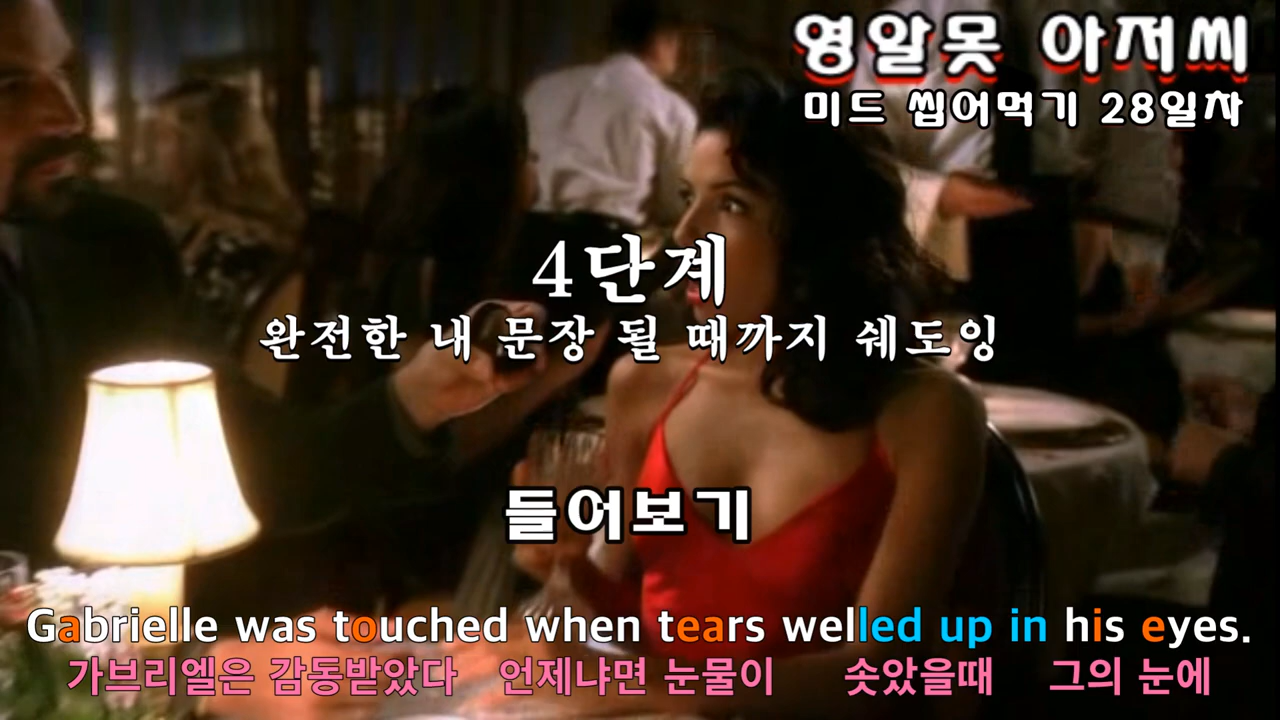 영알못 아저씨
미드 씹어먹기 28일차
4단계
완전한 내 문장 될 때까지 쉐도잉
들어보기
Gabrielle was touched when tears welled up in his eyes.
가브리엘은 감동받았다 언제냐면 눈물이 솟았을때 그의 눈에